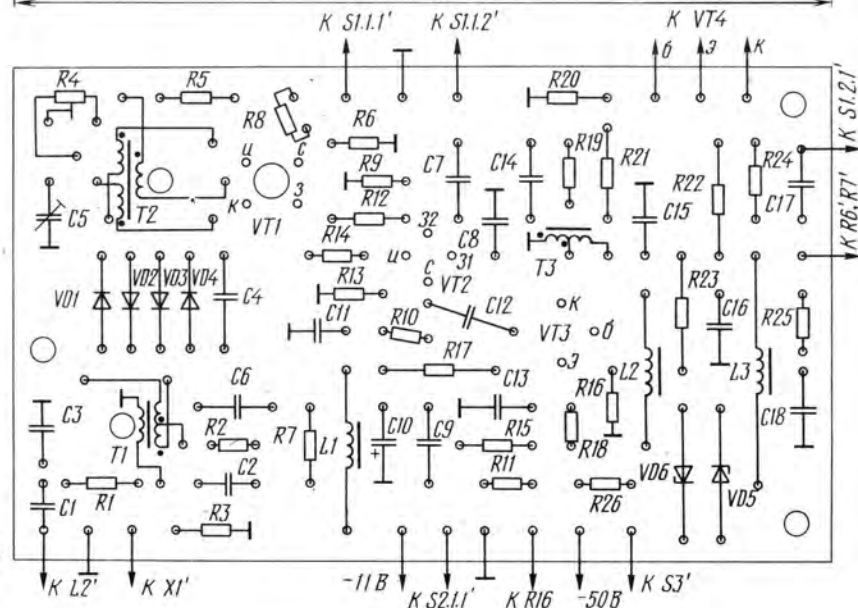 К S1.1.1' К S1.1.2' К VT4
б э к
R4 R5 R8 R6 R20 К S1.2.1'
и с R9 C7 C14 R19 R21 R22 R24 C17
C5 T2 к з VT1 R12 32 C8 C15
R14 и 31 T3 К R6', R7'
VD1 VD2 VD3 VD4 C4 R13 с VT2 R23 C16
C11 R10 C12 к VT3 б R25
R17 э L2 L3
C3 C6 C13 R16
T1 R2 R7 L1 C10 + C9 R15 R18 C18
C1 R1 C2 R11 R26 VD6 VD5
R3
К L2' К X1' -11 В К S2.1.1' К R16 -50В К S3'